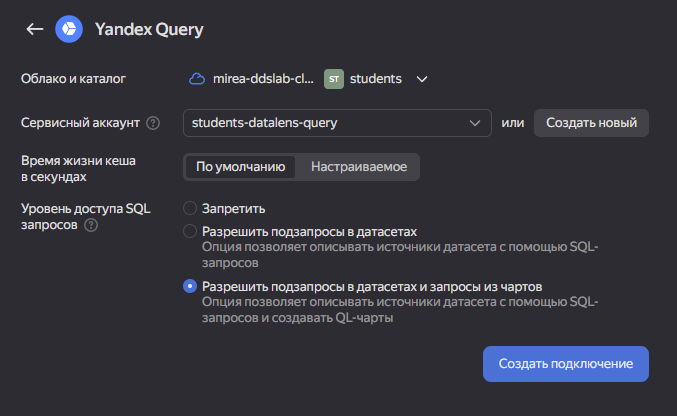 Yandex Query
Облако и каталог mirea-ddslab-cl... ST students
Сервисный аккаунт ? students-datalens-query или Создать новый
Время жизни кеша
в секундах
По умолчанию Настраиваемое
Уровень доступа SQL
запросов ?
Запретить
Разрешить подзапросы в датасетах
Опция позволяет описывать источники датасета с помощью SQL-
запросов
Разрешить подзапросы в датасетах и запросы из чартов
Опция позволяет описывать источники датасета с помощью SQL-
запросов и создавать QL-чарты
Создать подключение